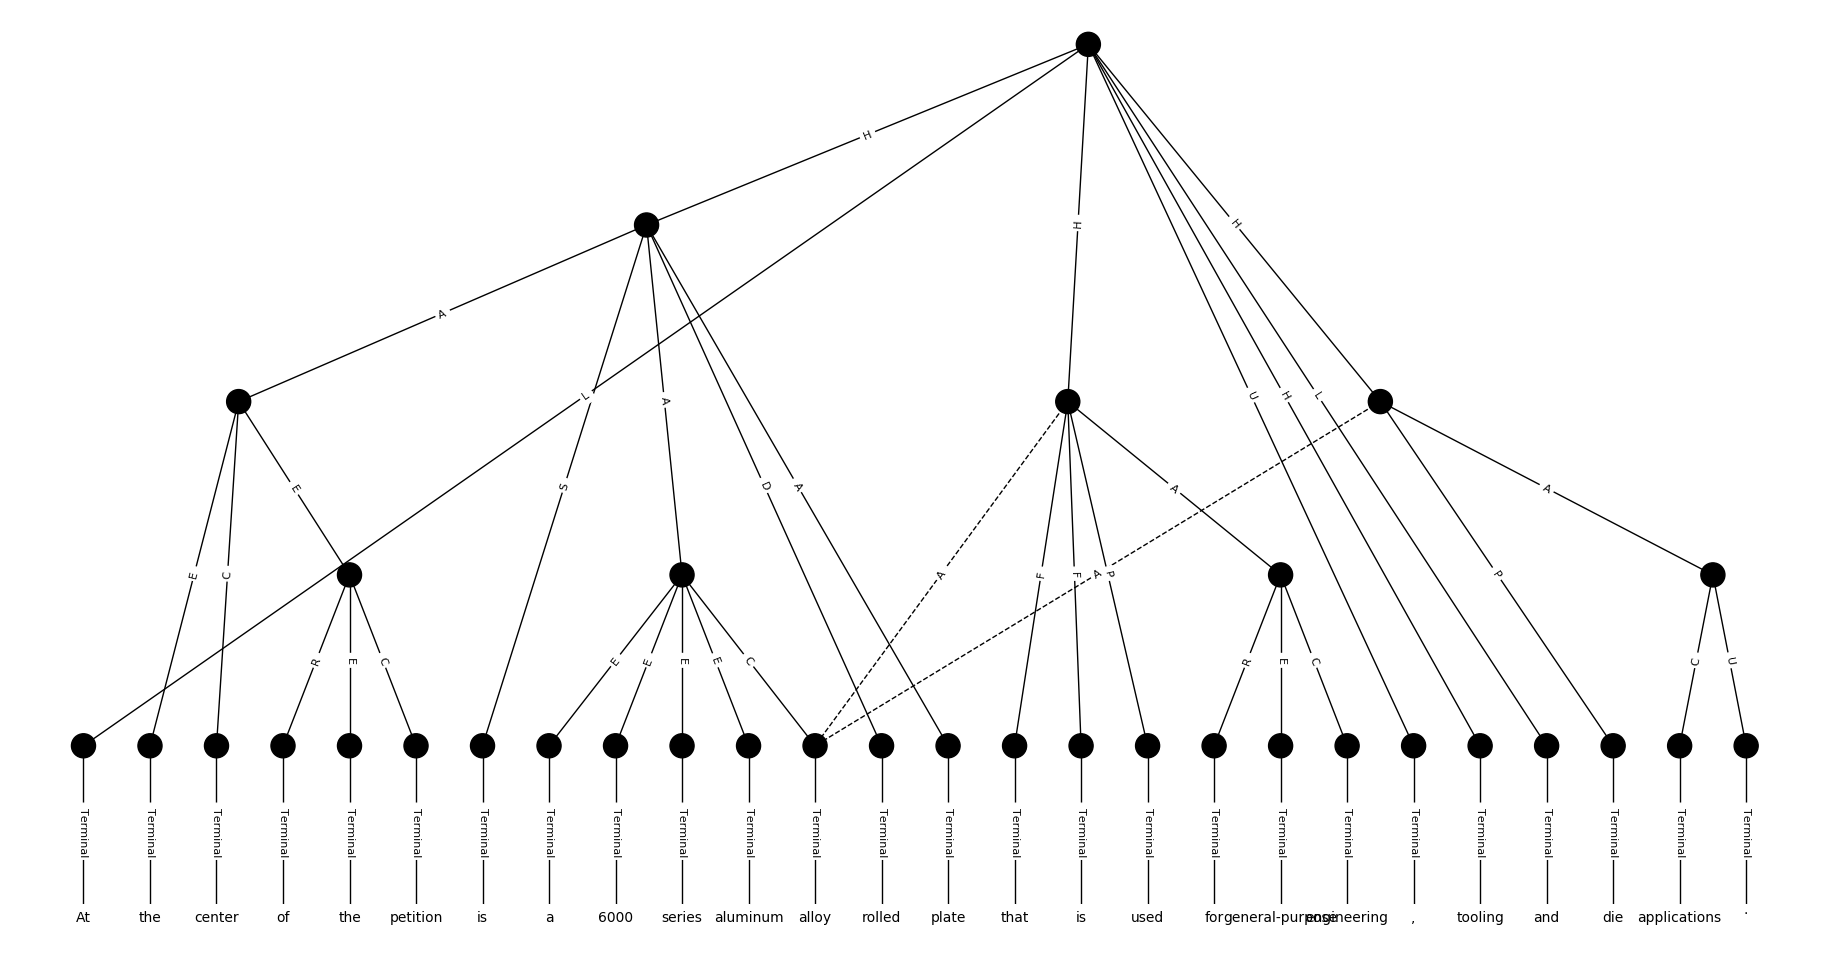 H
H
H
A
L
U
H
L
A
S
D
A
E
A
A
E
C
A
F
F
A
P
P
R
E
C
E
E
E
E
C
R
E
C
C
U
Terminal Terminal Terminal Terminal Terminal Terminal Terminal Terminal Terminal Terminal Terminal Terminal Terminal Terminal Terminal Terminal Terminal Terminal Terminal Terminal Terminal Terminal Terminal Terminal Terminal Terminal
At the center of the petition is a 6000 series aluminum alloy rolled plate that is used for general-purpose engineering , tooling and die applications .